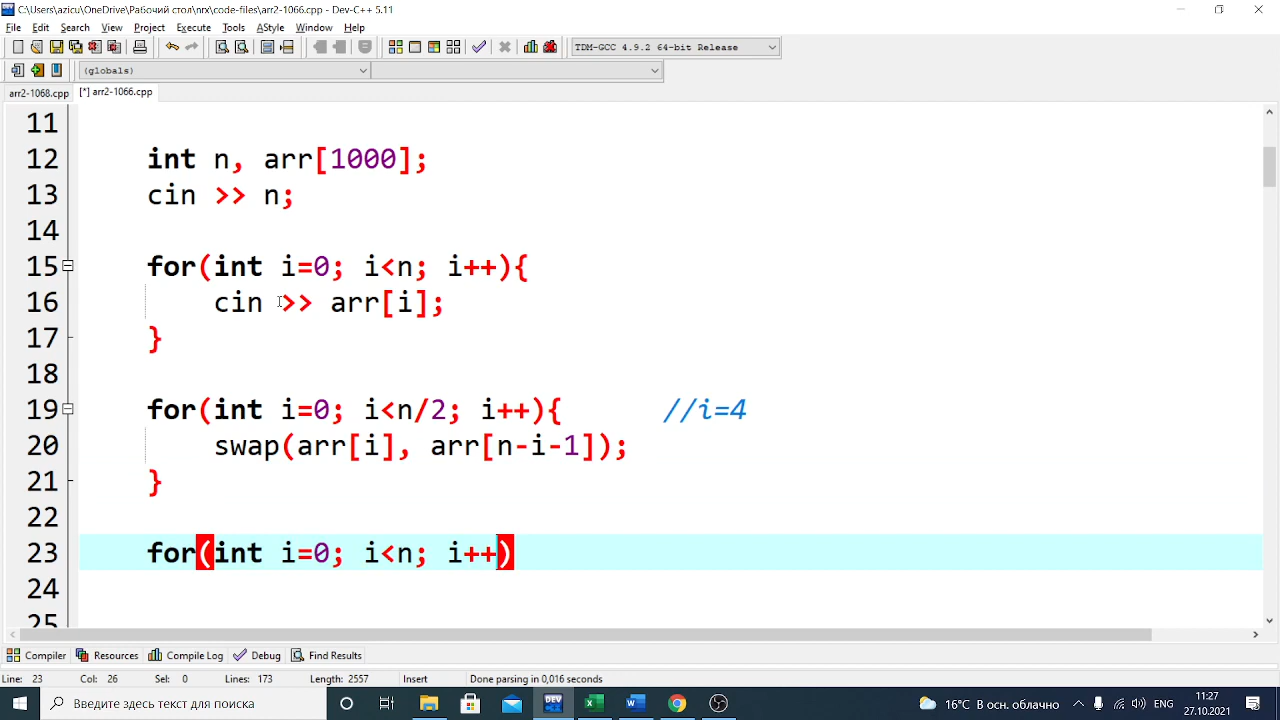 C:\Users\azicu\OneDrive\Рабочий стол\nrx\code-files\arr2-1066.cpp - Dev-C++ 5.11
File Edit Search View Project Execute Tools AStyle Window Help
TDM-GCC 4.9.2 64-bit Release
(globals)
arr2-1068.cpp [*] arr2-1066.cpp
11
12 int n, arr[1000];
13 cin >> n;
14
15 for(int i=0; i<n; i++){
16 cin >> arr[i];
17 }
18
19 for(int i=0; i<n/2; i++){ //i=4
20 swap(arr[i], arr[n-i-1]);
21 }
22
23 for(int i=0; i<n; i++)
24
25
Compiler Resources Compile Log Debug Find Results
Line: 23 Col: 26 Sel: 0 Lines: 173 Length: 2557 Insert Done parsing in 0,016 seconds
Введите здесь текст для поиска
DEV
16°C В осн. облачно
ENG
11:27
27.10.2021